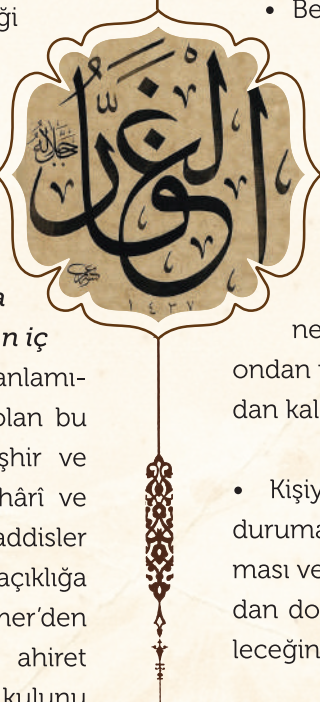 ği
الغفار
جل جلاله
١٤٣٧
a
n iç
anlamı-
olan bu
şhir ve
hârî ve
addisler
açıklığa
ner’den
ahiret
kulunu
• Be
ne
ondan
dan kal
• Kişiy
duruma
ması ve
dan do
leceğin